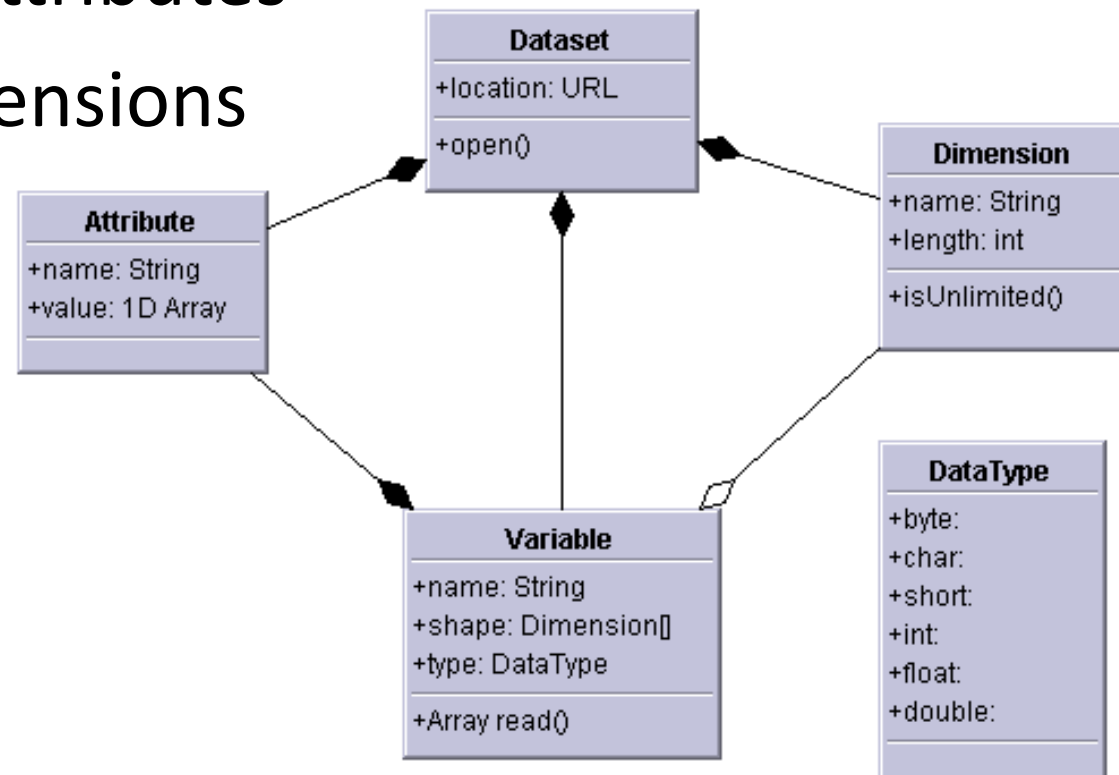 ensions
Dataset
+location: URL
+open()
Attribute
+name: String
+value: 1D Array
Dimension
+name: String
+length: int
+isUnlimited()
Variable
+name: String
+shape: Dimension[]
+type: DataType
+Array read()
DataType
+byte:
+char:
+short:
+int:
+float:
+double: